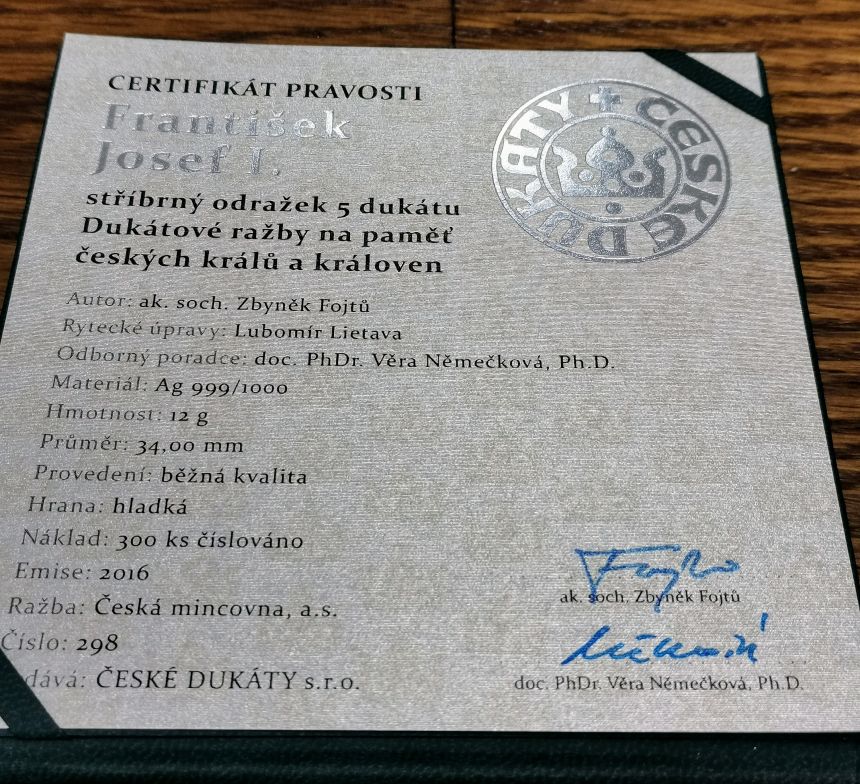 CERTIFIKÁT PRAVOSTI
František
Josef I.
stříbrný odražek 5 dukátu
Dukátové ražby na paměť
českých králů a královen
ČESKÉ DUKÁTY
Autor: ak. soch. Zbyněk Fojtů
Rytecké úpravy: Lubomír Lietava
Odborný poradce: doc. PhDr. Věra Němečková, Ph.D.
Materiál: Ag 999/1000
Hmotnost: 12 g
Průměr: 34,00 mm
Provedení: běžná kvalita
Hrana: hladká
Náklad: 300 ks číslováno
Emise: 2016
Ražba: Česká mincovna, a.s.
Číslo: 298
dává: ČESKÉ DUKÁTY s.r.o.
ak. soch. Zbyněk Fojtů
doc. PhDr. Věra Němečková, Ph.D.